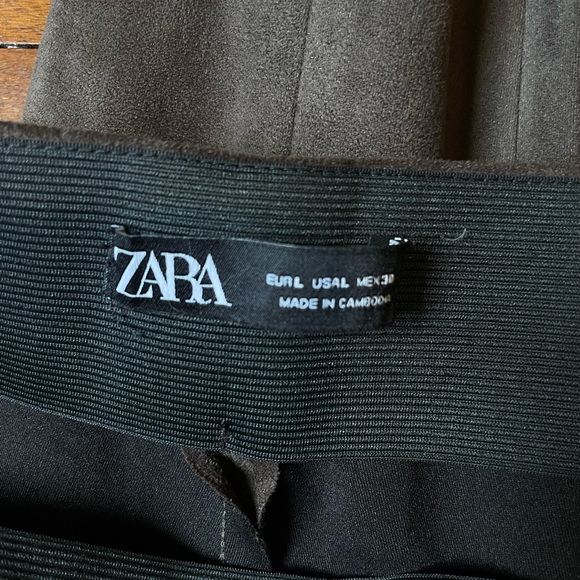 ZARA
EUR L USA L MEX 30
MADE IN CAMBODIA